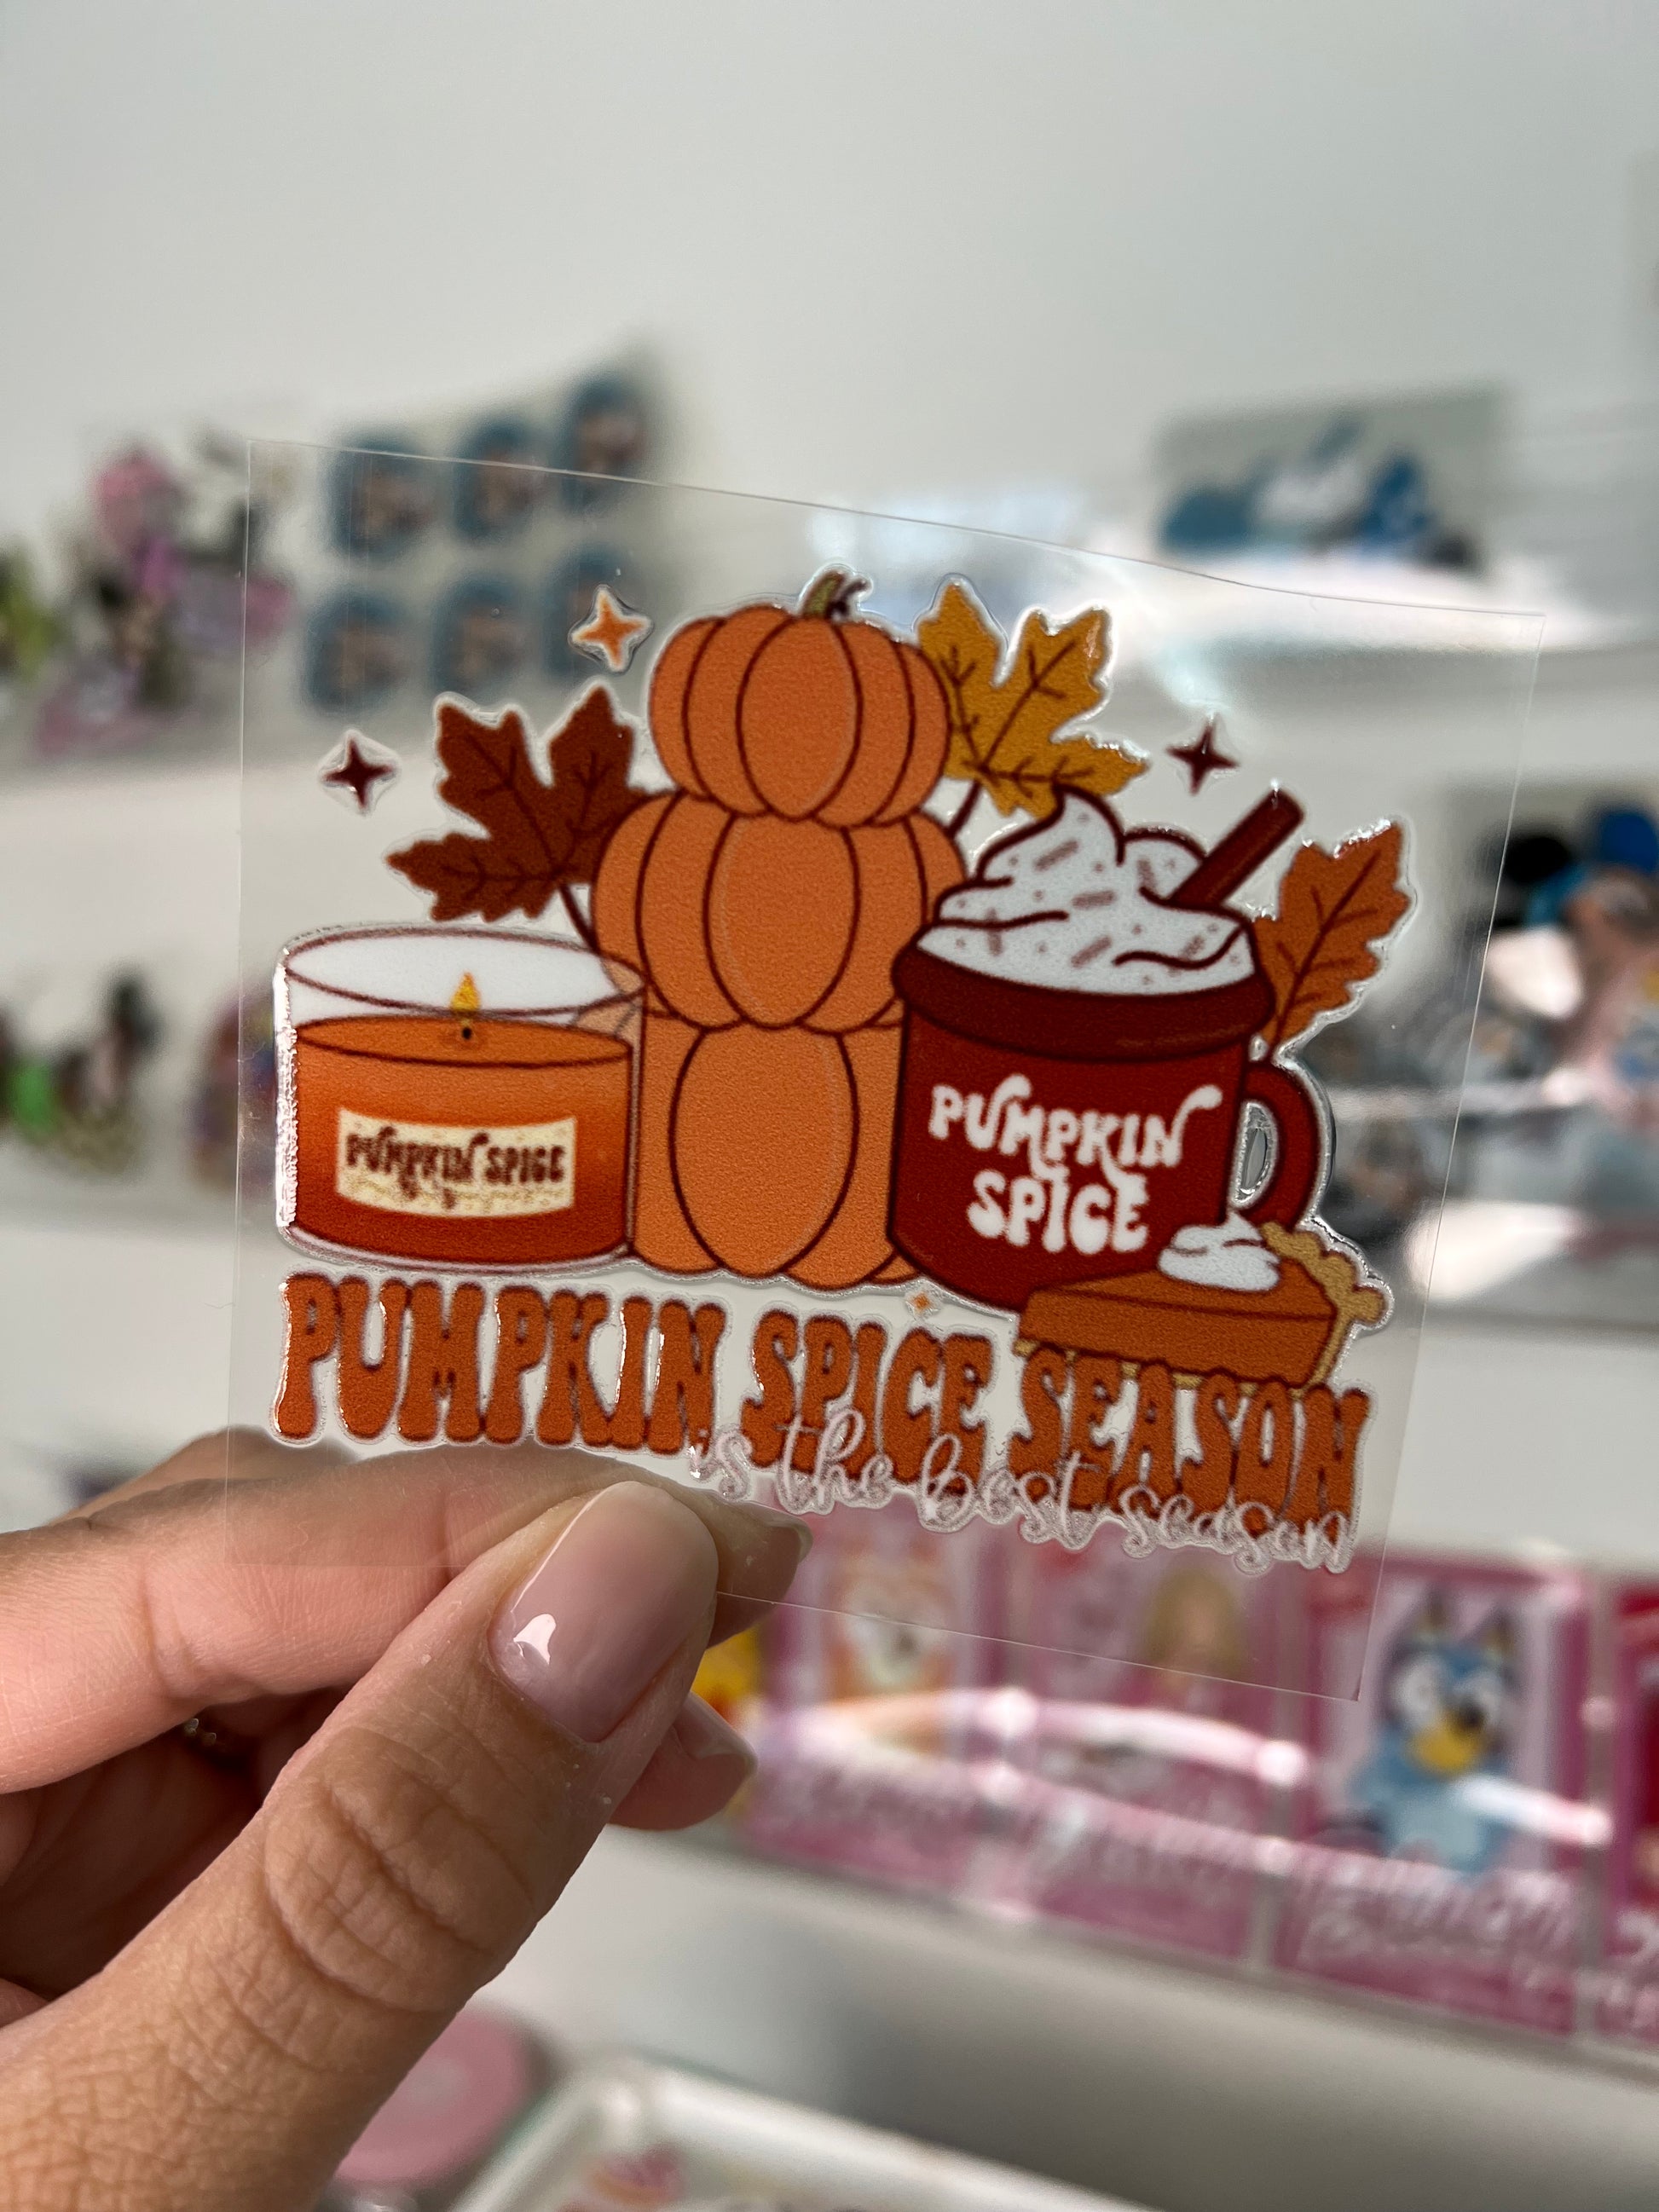 PUMPKIN SPICE
PUMPKIN
SPICE
PUMPKIN SPICE SEASON
is the best season